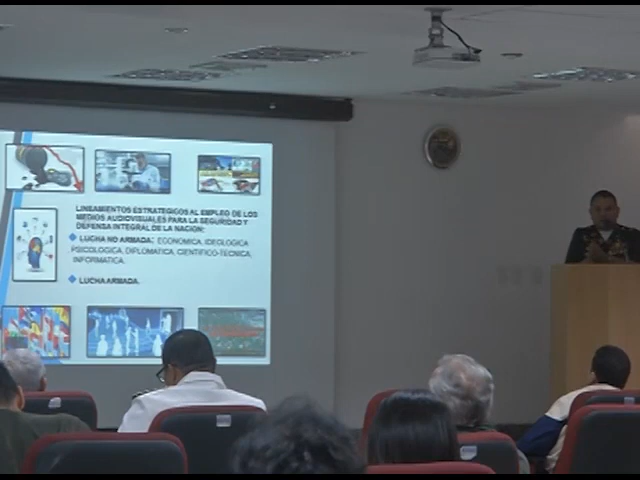 LINEAMIENTOS ESTRATEGICOS AL EMPLEO DE LOS
MEDIOS AUDIOVISUALES PARA LA SEGURIDAD Y
DEFENSA INTEGRAL DE LA NACION:
LUCHA NO ARMADA: ECONOMICA, IDEOLOGICA
PSICOLOGICA, DIPLOMATICA, CIENTIFICO-TECNICA,
INFORMATICA.
LUCHA ARMADA.